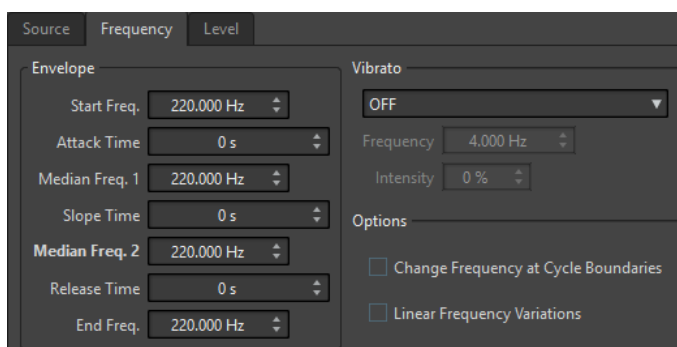 Source Frequency Level
Envelope
Start Freq. 220.000 Hz
Attack Time 0 s
Median Freq. 1 220.000 Hz
Slope Time 0 s
Median Freq. 2 220.000 Hz
Release Time 0 s
End Freq. 220.000 Hz
Vibrato
OFF
Frequency 4.000 Hz
Intensity 0 %
Options
Change Frequency at Cycle Boundaries
Linear Frequency Variations